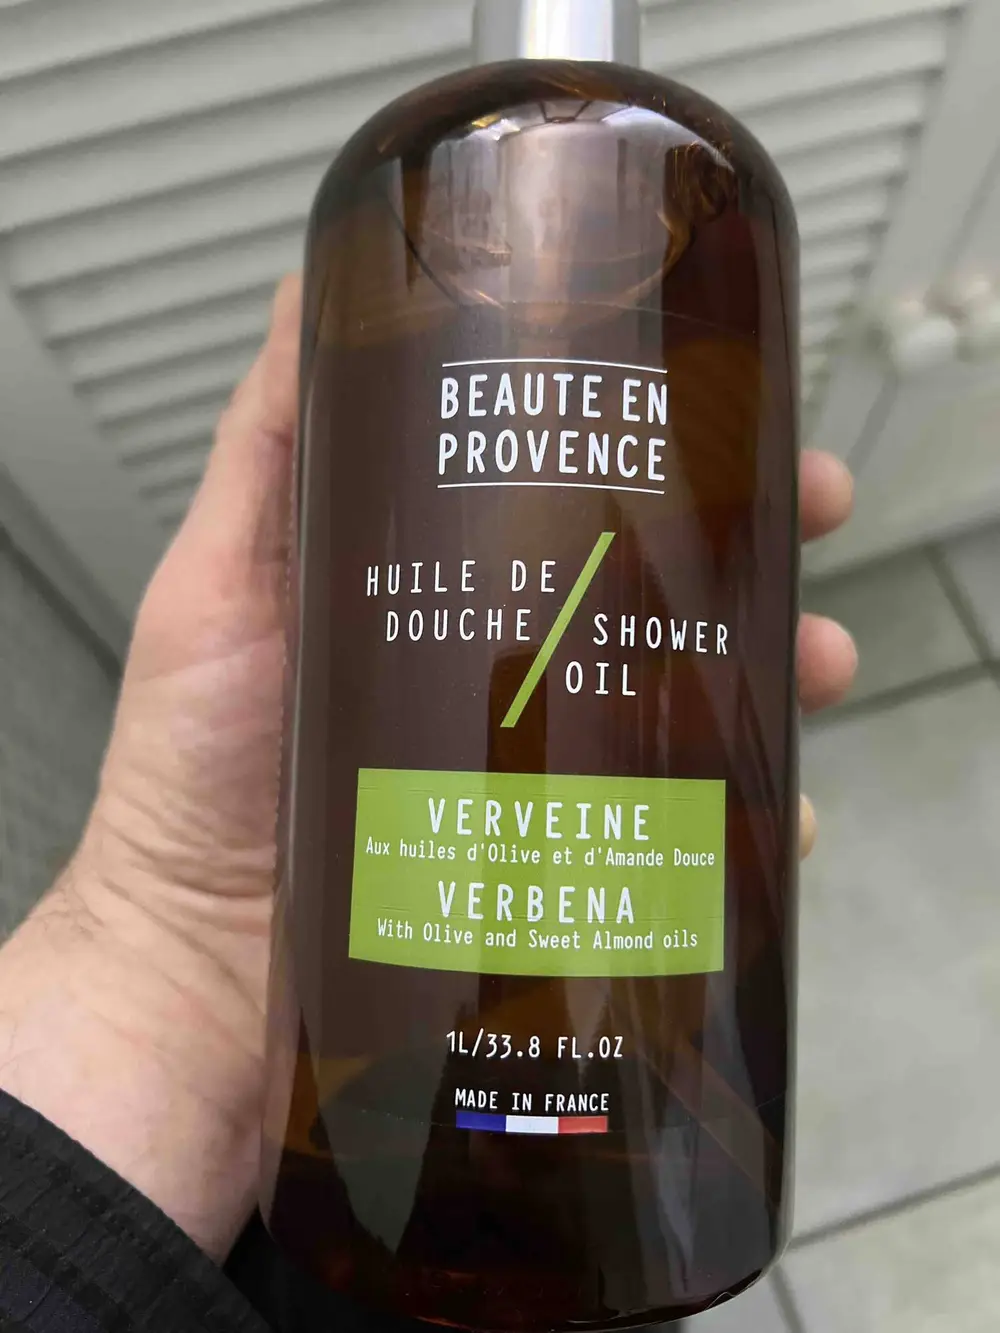 BEAUTE EN
PROVENCE
HUILE DE
DOUCHE
SHOWER
OIL
VERVEINE
Aux huiles d'Olive et d'Amande Douce
VERBENA
With Olive and Sweet Almond oils
1L/33.8 FL.OZ
MADE IN FRANCE